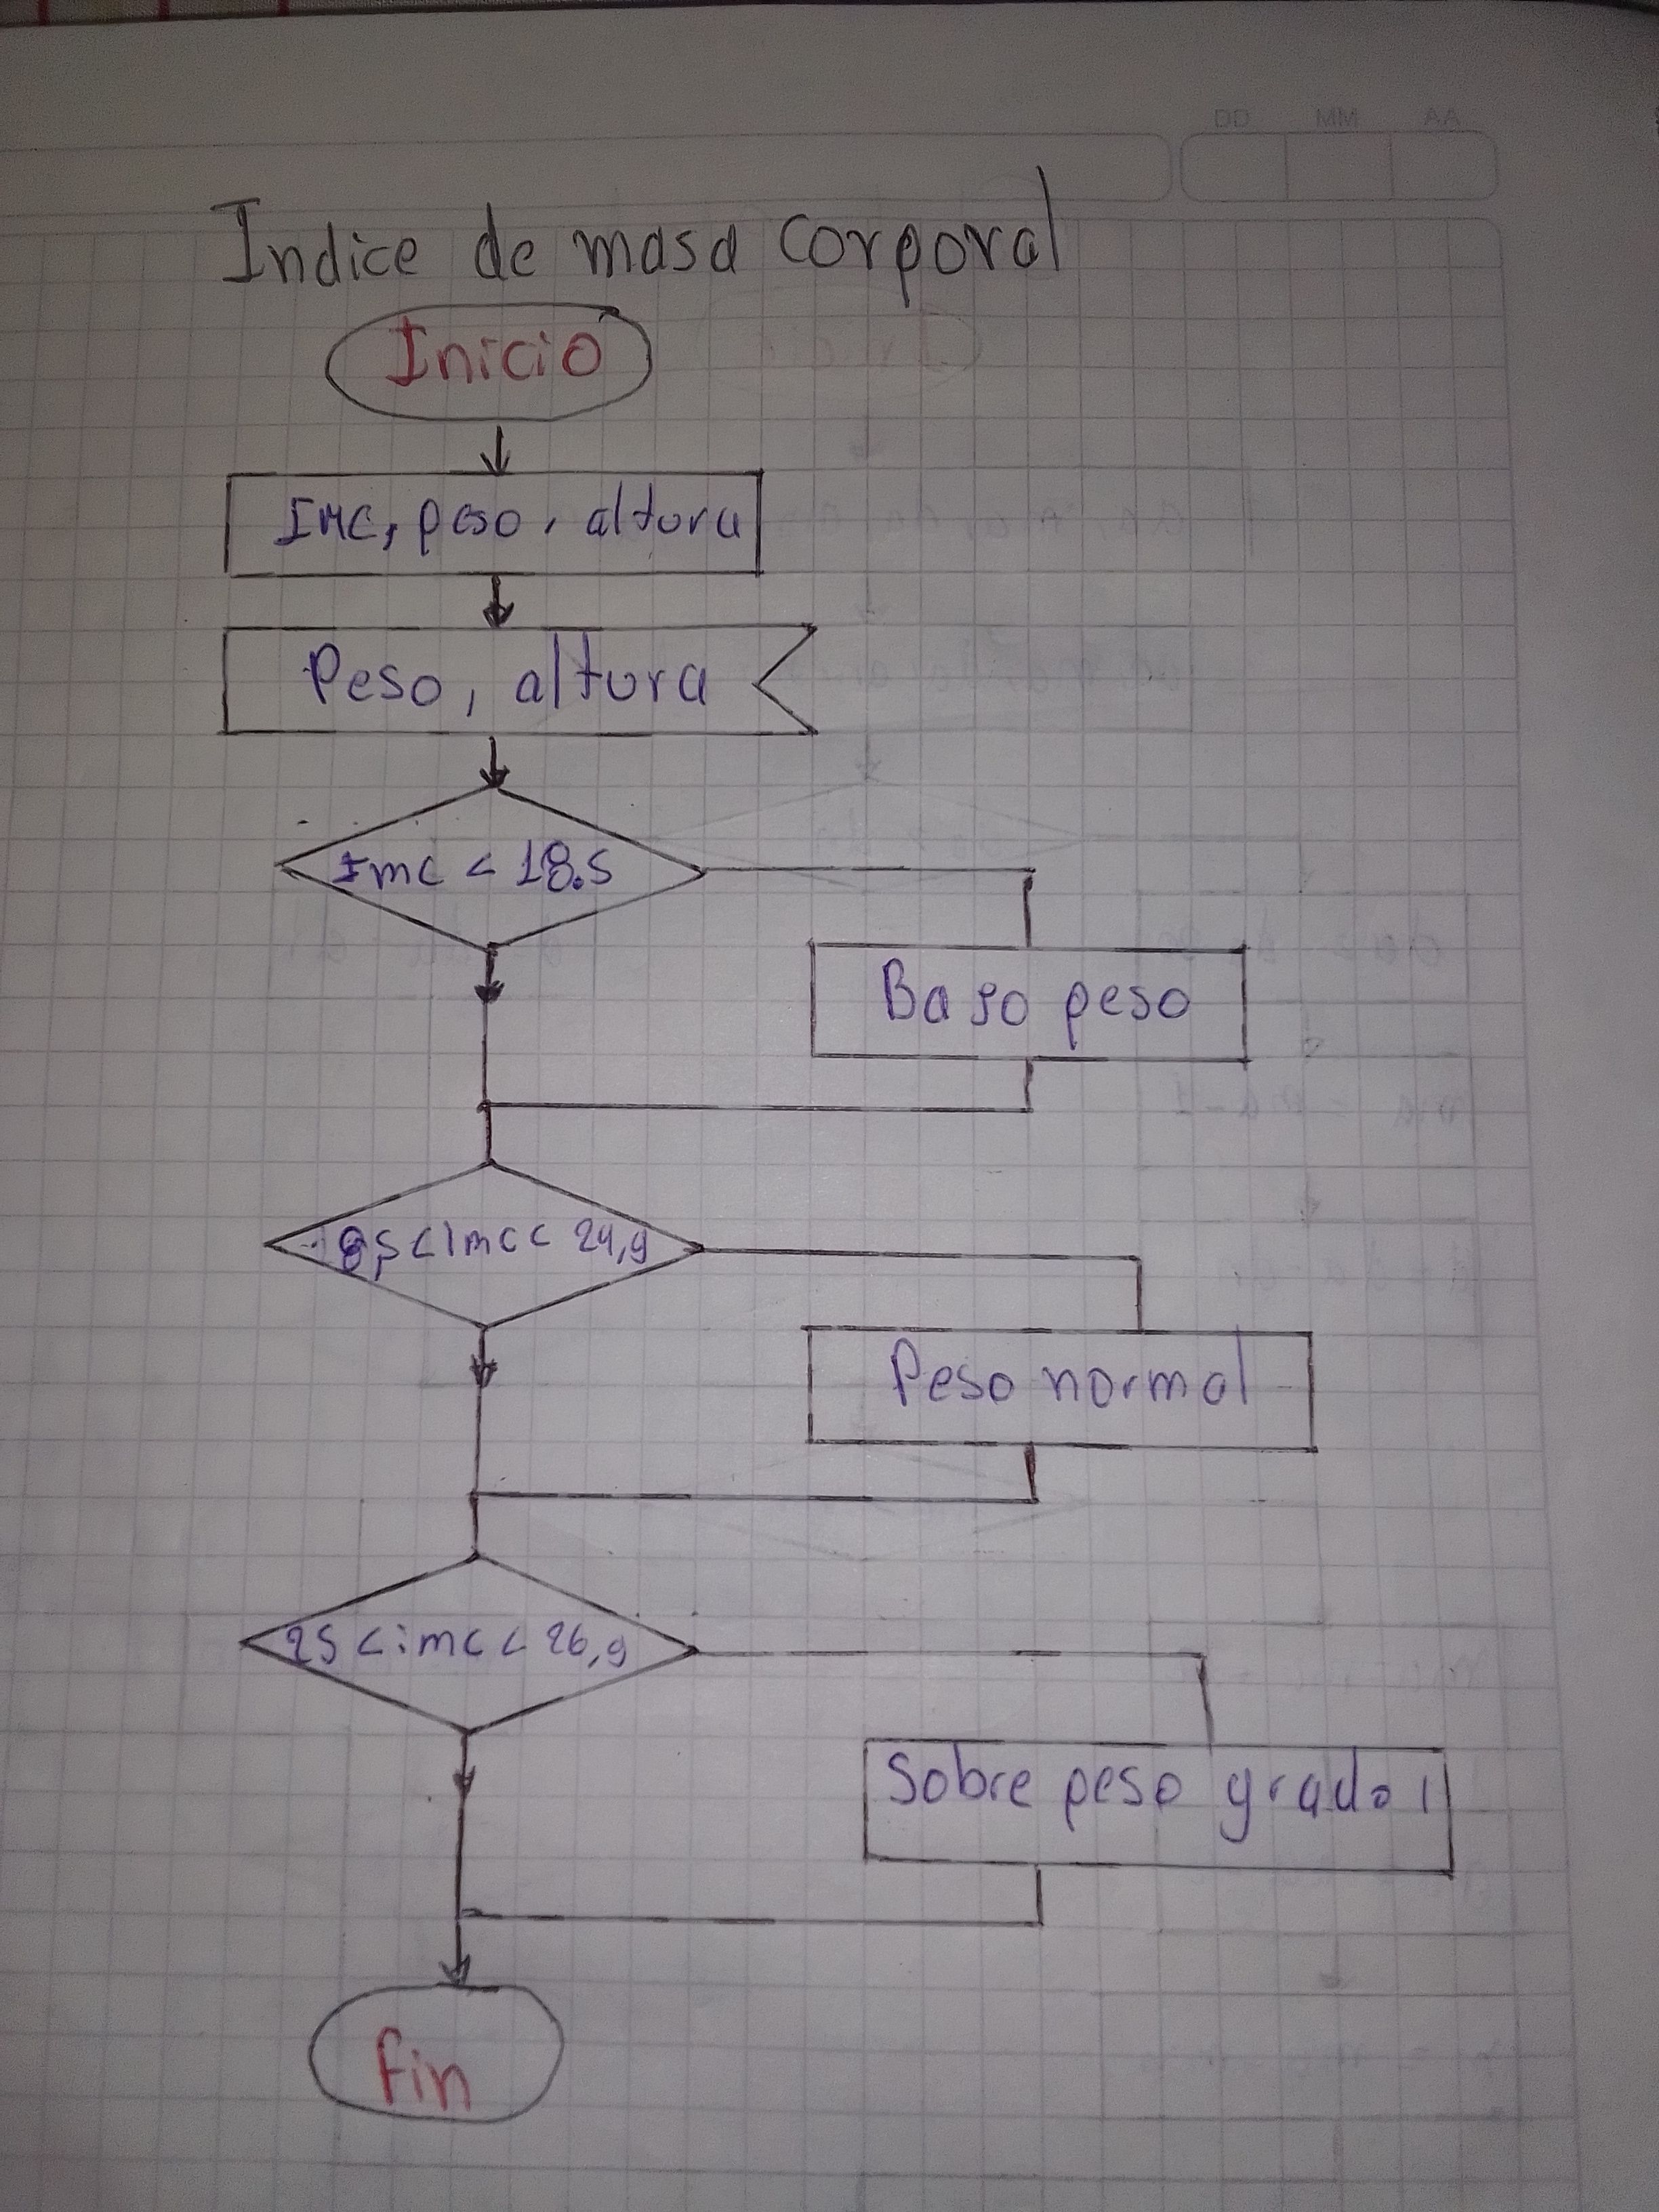 DD MM AA
Indice de masa corporal
Inicio
Imc, peso, altura
Peso, altura
Imc < 18.5
Bajo peso
8,5 < Imc < 24,9
Peso normal
25 < imc < 26,9
Sobre peso grado 1
fin